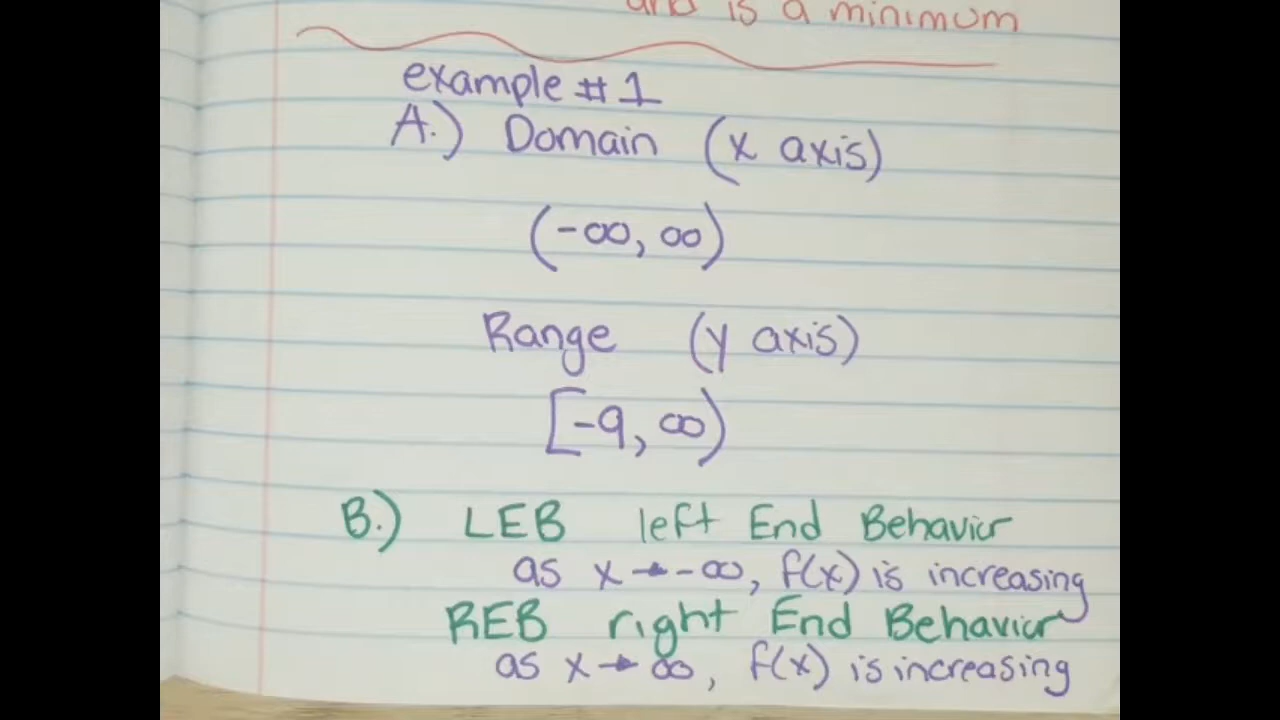 and is a minimum
example # 1
A.) Domain (x axis)
(-∞, ∞)
Range (y axis)
[-9, ∞)
B.) LEB left End Behavior
as x → -∞, f(x) is increasing
REB right End Behavior
as x → ∞, f(x) is increasing